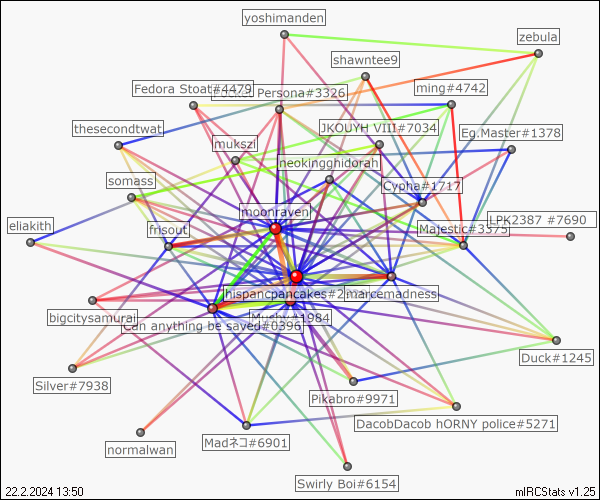 yoshimanden
zebula
shawntee9
Fedora Stoat#4479
Persona#3326
ming#4742
thesecondtwat
JKOUYH VIII#7034
Eg.Master#1378
mukszi
neokingghidorah
somass
Cypha#1717
moonraven
LPK2387 #7690
eliakith
frisout
Majestic#3575
hispancpancakes#2
marcemadness
bigcitysamurai
Can anything be saved#0396
#1984
Duck#1245
Silver#7938
Pikabro#9971
DacobDacob hORNY police#5271
normalwan
Madネコ#6901
Swirly Boi#6154
22.2.2024 13:50
mIRCStats v1.25